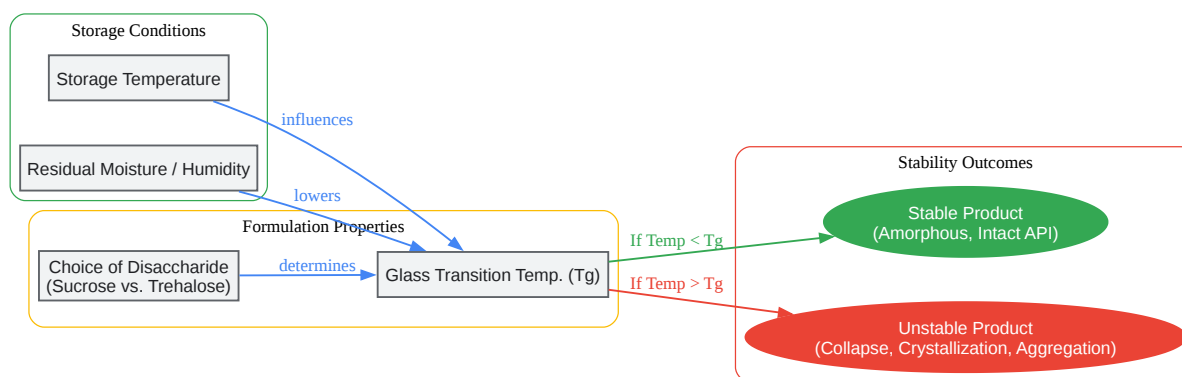 Storage Conditions
Storage Temperature
influences
Residual Moisture / Humidity
lowers
Formulation Properties
Choice of Disaccharide
(Sucrose vs. Trehalose)
determines
Glass Transition Temp. (Tg)
If Temp < Tg
If Temp > Tg
Stability Outcomes
Stable Product
(Amorphous, Intact API)
Unstable Product
(Collapse, Crystallization, Aggregation)